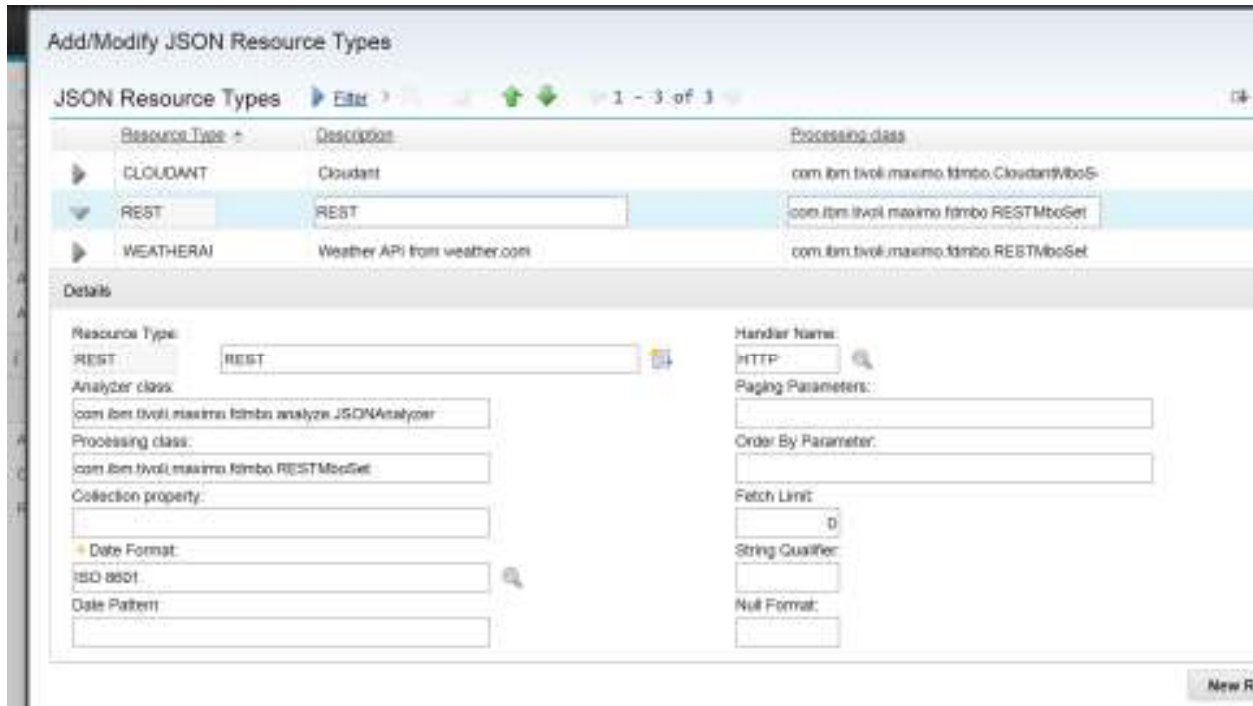 Add/Modify JSON Resource Types
JSON Resource Types Filter 1 - 3 of 3
Resource Type Description Processing class
CLOUDANT Cloudant com.ibm.tivoli.maximo.fdmbo.CloudantMboS
REST REST com.ibm.tivoli.maximo.fdmbo.RESTMboSet
WEATHERAI Weather API from weather.com com.ibm.tivoli.maximo.fdmbo.RESTMboSet
Details
Resource Type: Handler Name:
REST REST HTTP
Analyzer class: Paging Parameters:
com.ibm.tivoli.maximo.fdmbo.analyze.JSONAnalyzer
Processing class: Order By Parameter:
com.ibm.tivoli.maximo.fdmbo.RESTMboSet
Collection property: Fetch Limit:
0
Date Format: String Qualifier:
ISO 8601
Date Pattern: Null Format:
New R